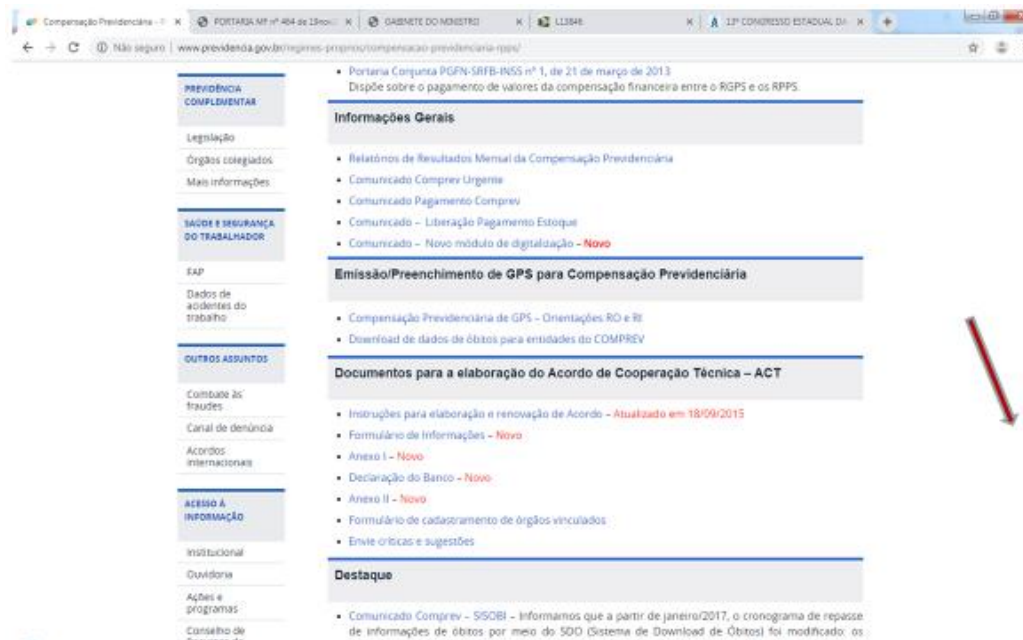 Compensação Previdenciária - 
PORTARIA MF nº 464 de 19nov
GABINETE DO MINISTRO
L13846
13º CONGRESSO ESTADUAL DA
Não seguro | www.previdencia.gov.br/regimes-proprios/compensacao-previdenciaria-rpps/
PREVIDÊNCIA
COMPLEMENTAR
Legislação
Órgãos colegiados
Mais informações
SAÚDE E SEGURANÇA
DO TRABALHADOR
FAP
Dados de
acidentes do
trabalho
OUTROS ASSUNTOS
Combate às
fraudes
Canal de denúncia
Acordos
internacionais
ACESSO À
INFORMAÇÃO
Institucional
Ouvidoria
Ações e
programas
Conselho de
Portaria Conjunta PGFN-SRFB-INSS nº 1, de 21 de março de 2013
Dispõe sobre o pagamento de valores da compensação financeira entre o RGPS e os RPPS.
Informações Gerais
Relatórios de Resultados Mensal da Compensação Previdenciária
Comunicado Comprev Urgente
Comunicado Pagamento Comprev
Comunicado – Liberação Pagamento Estoque
Comunicado – Novo módulo de digitalização – Novo
Emissão/Preenchimento de GPS para Compensação Previdenciária
Compensação Previdenciária de GPS – Orientações RO e RI
Download de dados de óbitos para entidades do COMPREV
Documentos para a elaboração do Acordo de Cooperação Técnica – ACT
Instruções para elaboração e renovação de Acordo – Atualizado em 18/09/2015
Formulário de Informações – Novo
Anexo I – Novo
Declaração do Banco – Novo
Anexo II – Novo
Formulário de cadastramento de órgãos vinculados
Envie críticas e sugestões
Destaque
Comunicado Comprev – SISOBI – Informamos que a partir de janeiro/2017, o cronograma de repasse
de informações de óbitos por meio do SDO (Sistema de Download de Óbitos) foi modificado: os